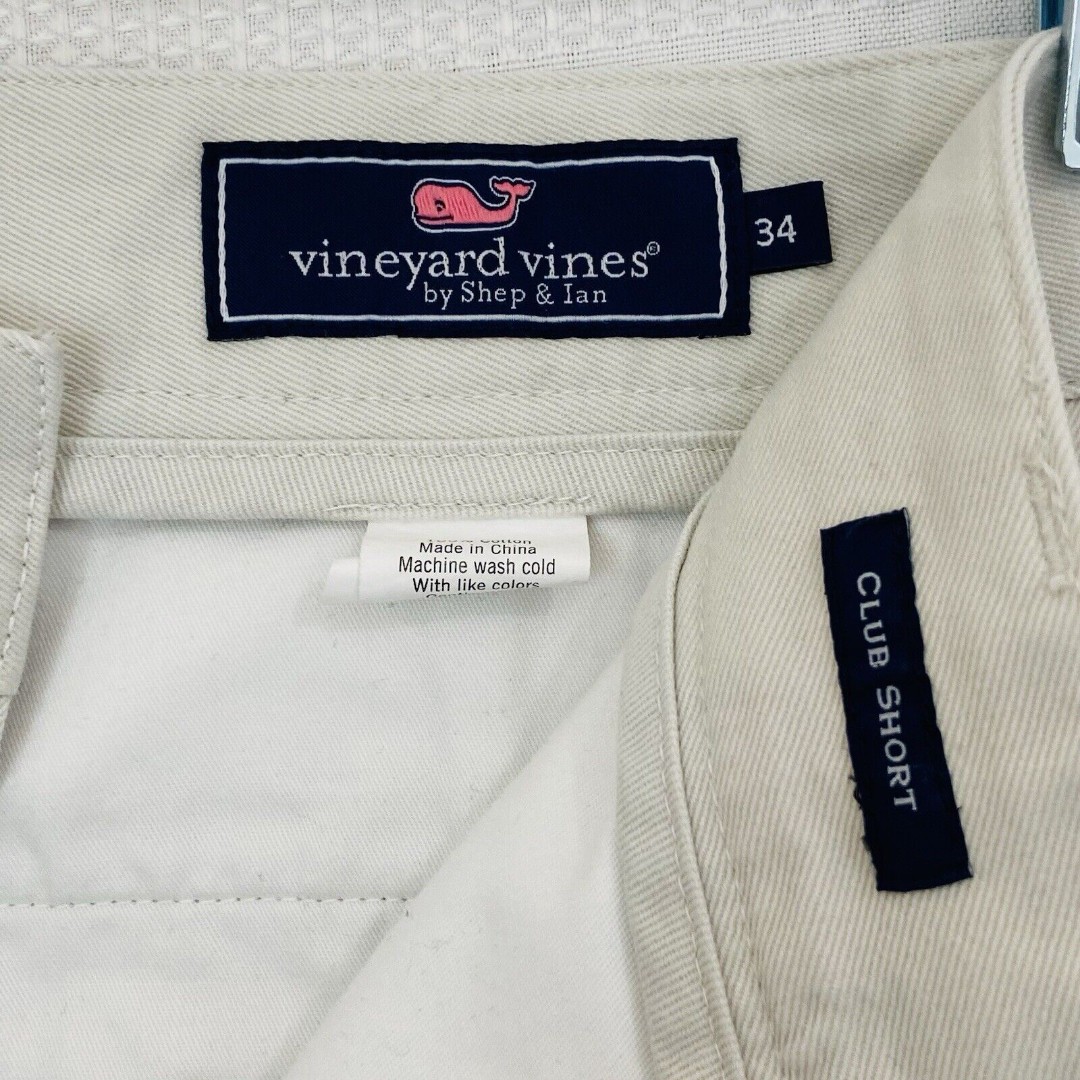 vineyard vines®
by Shep & Ian
34
Made in China
Machine wash cold
With like colors
CLUB SHORT